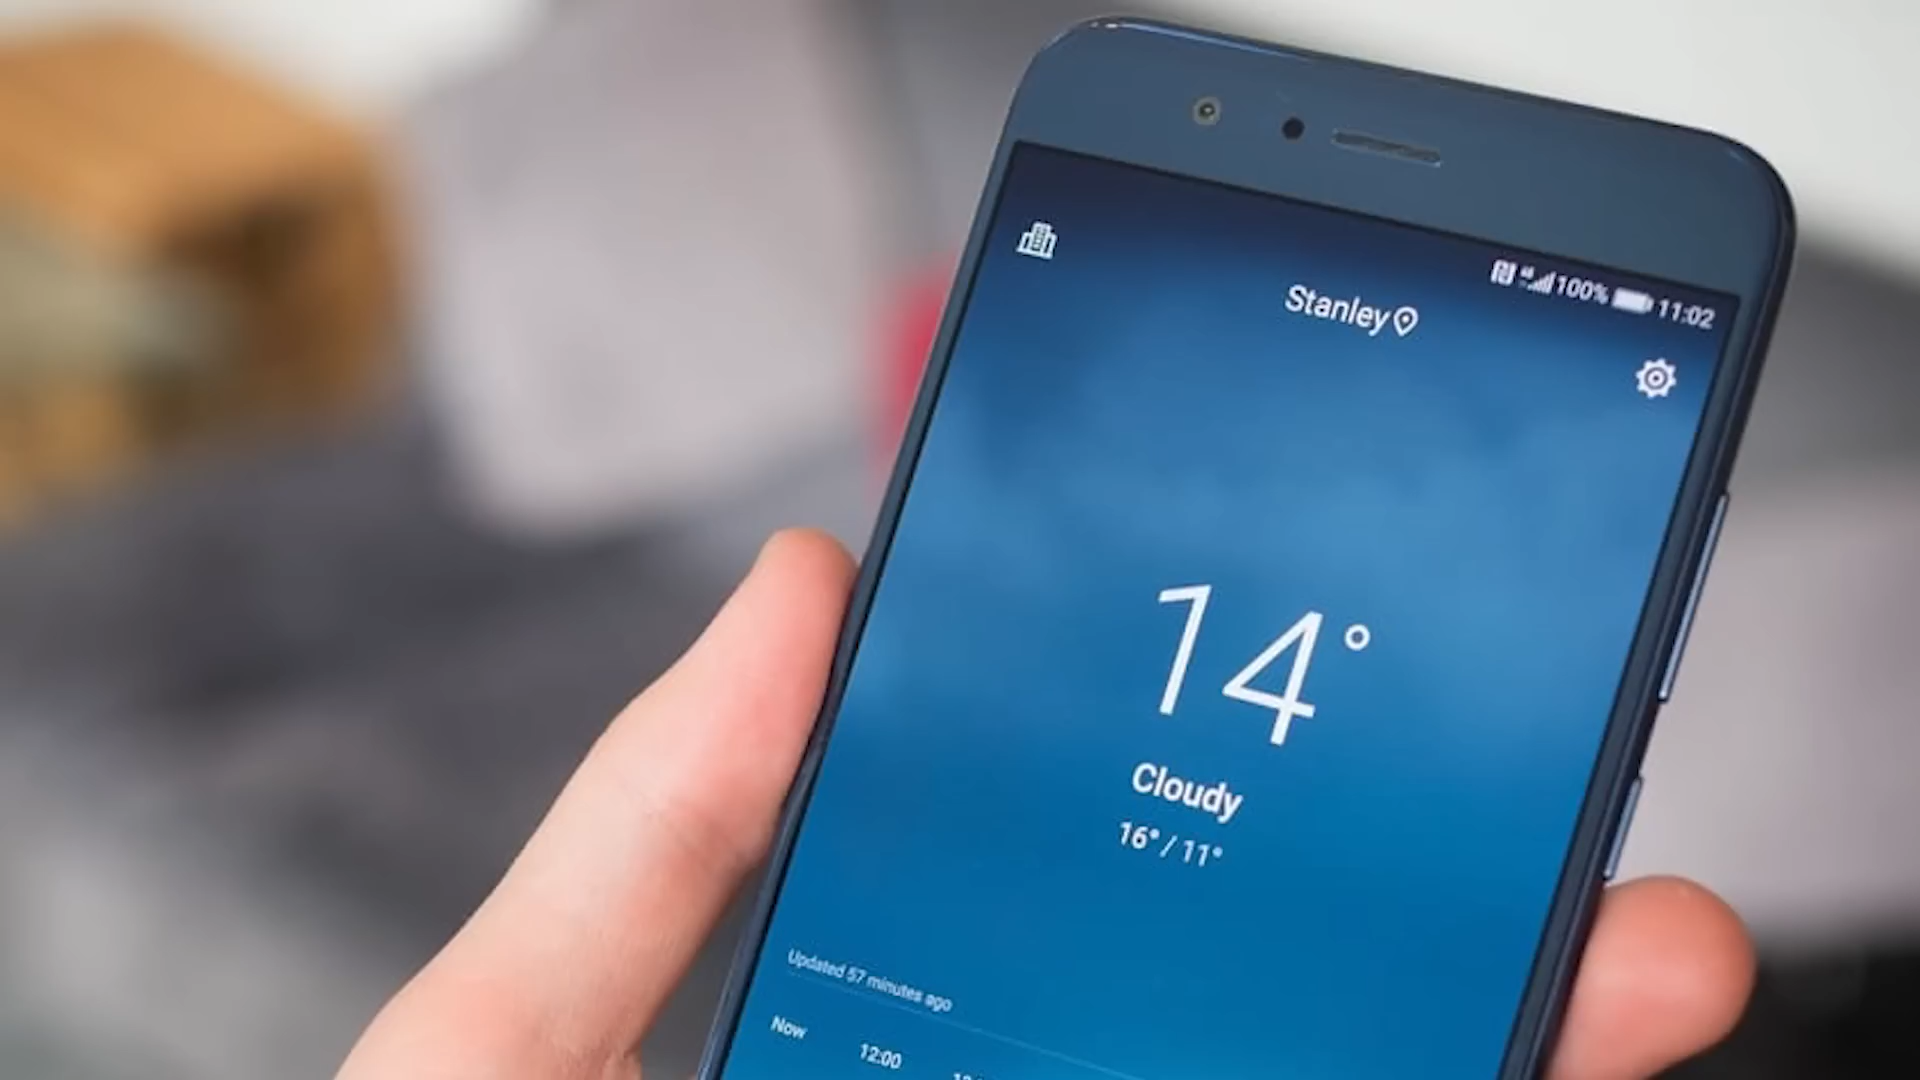 100% 11:02
Stanley
14°
Cloudy
16° / 11°
Updated 57 minutes ago
Now
12:00